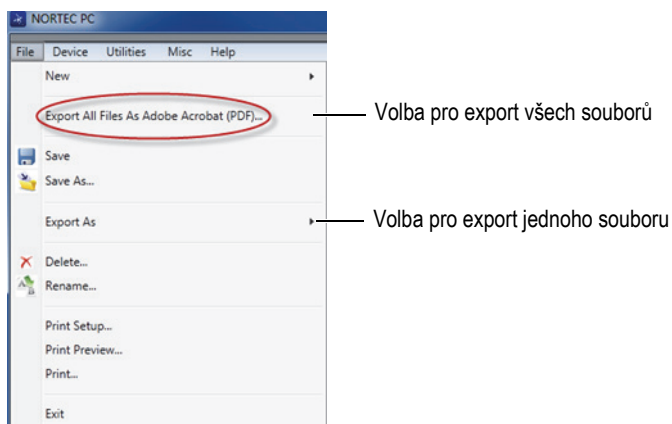 NORTEC PC
File Device Utilities Misc Help
New
Export All Files As Adobe Acrobat (PDF)...
Volba pro export všech souborů
Save
Save As...
Export As
Volba pro export jednoho souboru
Delete...
Rename...
Print Setup...
Print Preview...
Print...
Exit